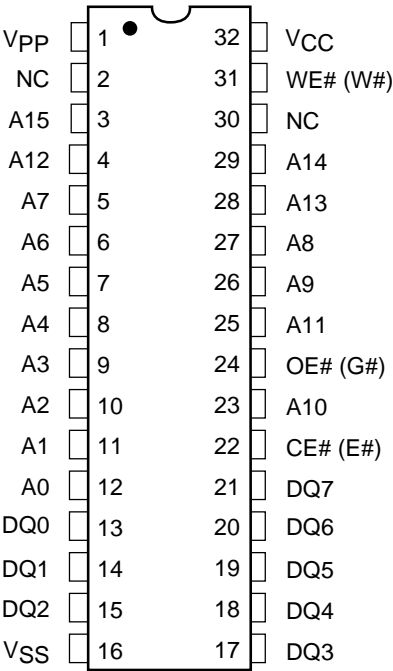 VPP 1 32 VCC
NC 2 31 WE# (W#)
A15 3 30 NC
A12 4 29 A14
A7 5 28 A13
A6 6 27 A8
A5 7 26 A9
A4 8 25 A11
A3 9 24 OE# (G#)
A2 10 23 A10
A1 11 22 CE# (E#)
A0 12 21 DQ7
DQ0 13 20 DQ6
DQ1 14 19 DQ5
DQ2 15 18 DQ4
VSS 16 17 DQ3